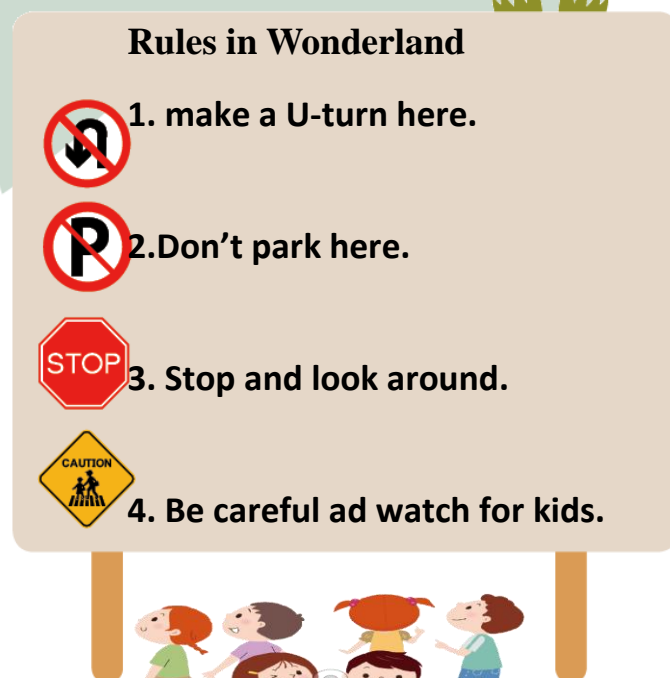 Rules in Wonderland
1. make a U-turn here.
P
2.Don’t park here.
STOP
3. Stop and look around.
CAUTION
4. Be careful ad watch for kids.